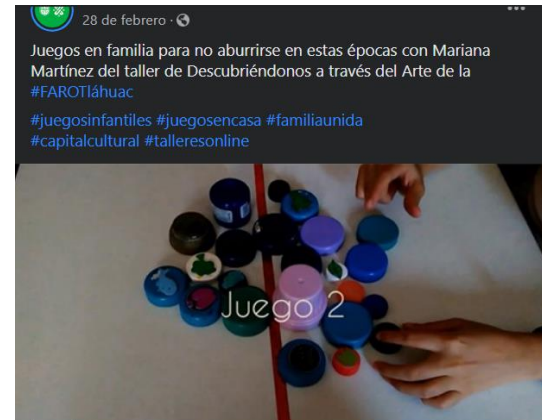 28 de febrero ·
Juegos en familia para no aburrirse en estas épocas con Mariana
Martínez del taller de Descubriéndonos a través del Arte de la
#FAROTláhuac
#juegosinfantiles #juegosencasa #familiaunida
#capitalcultural #talleresonline
Juego 2